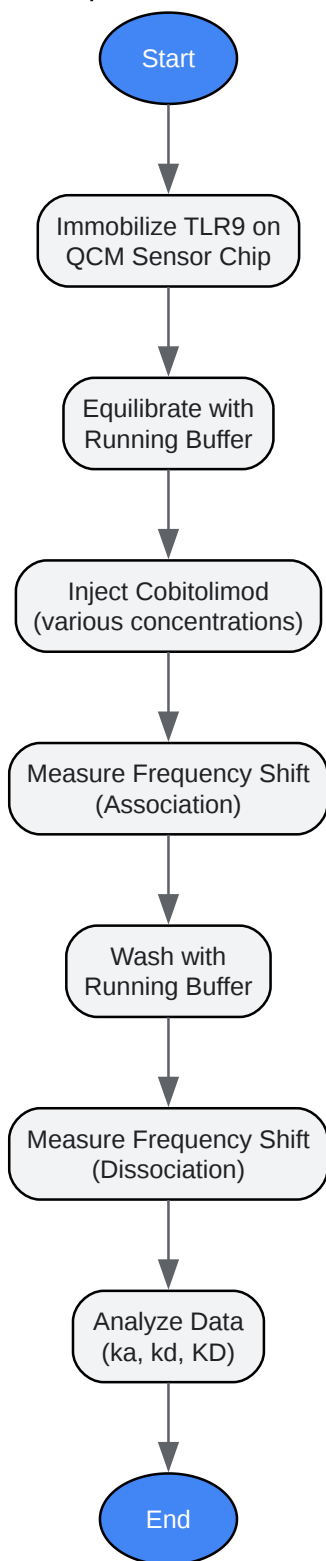 Start
Immobilize TLR9 on
QCM Sensor Chip
Equilibrate with
Running Buffer
Inject Cobitolimod
(various concentrations)
Measure Frequency Shift
(Association)
Wash with
Running Buffer
Measure Frequency Shift
(Dissociation)
Analyze Data
(ka, kd, KD)
End